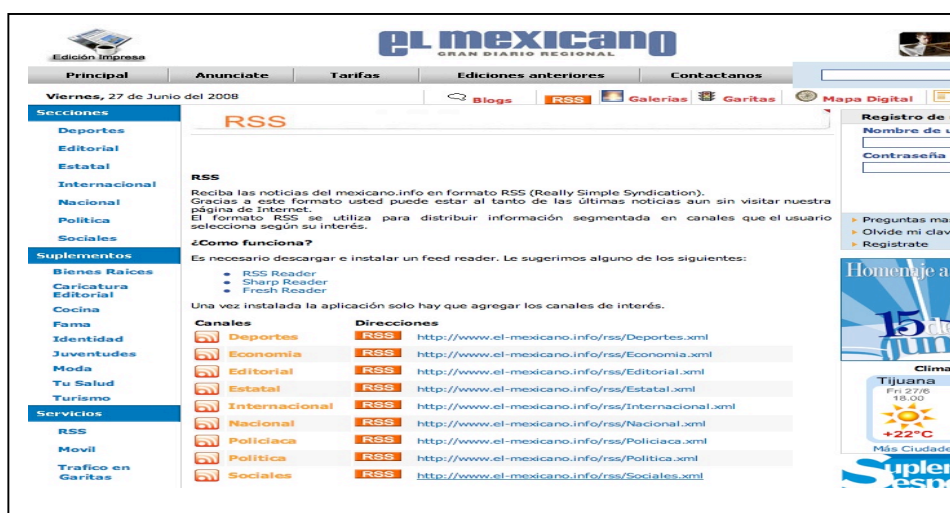 Edición Impresa
EL mexicano
GRAN DIARIO REGIONAL
Principal Anunciate Tarifas Ediciones anteriores Contactanos
Viernes, 27 de Junio del 2008
Blogs RSS Galerias Garitas Mapa Digital
Secciones
Deportes
Editorial
Estatal
Internacional
Nacional
Politica
Sociales
Suplementos
Bienes Raices
Caricatura
Editorial
Cocina
Fama
Identidad
Juventudes
Moda
Tu Salud
Turismo
Servicios
RSS
Movil
Trafico en
Garitas
RSS
RSS
Reciba las noticias del mexicano.info en formato RSS (Really Simple Syndication).
Gracias a este formato usted puede estar al tanto de las últimas noticias aun sin visitar nuestra
página de Internet.
El formato RSS se utiliza para distribuir información segmentada en canales que el usuario
selecciona según su interés.
¿Como funciona?
Es necesario descargar e instalar un feed reader. Le sugerimos alguno de los siguientes:
RSS Reader
Sharp Reader
Fresh Reader
Una vez instalada la aplicación solo hay que agregar los canales de interés.
Canales Direcciones
Deportes RSS http://www.el-mexicano.info/rss/Deportes.xml
Economia RSS http://www.el-mexicano.info/rss/Economia.xml
Editorial RSS http://www.el-mexicano.info/rss/Editorial.xml
Estatal RSS http://www.el-mexicano.info/rss/Estatal.xml
Internacional RSS http://www.el-mexicano.info/rss/Internacional.xml
Nacional RSS http://www.el-mexicano.info/rss/Nacional.xml
Policiaca RSS http://www.el-mexicano.info/rss/Policiaca.xml
Politica RSS http://www.el-mexicano.info/rss/Politica.xml
Sociales RSS http://www.el-mexicano.info/rss/Sociales.xml
Registro de
Nombre de u
Contraseña
Preguntas ma
Olvide mi clav
Registrate
Homenaje a
15 de
jun
Clima
Tijuana
Fri 27/6
18.00
+22°C
Más Ciudade
uplem
espe